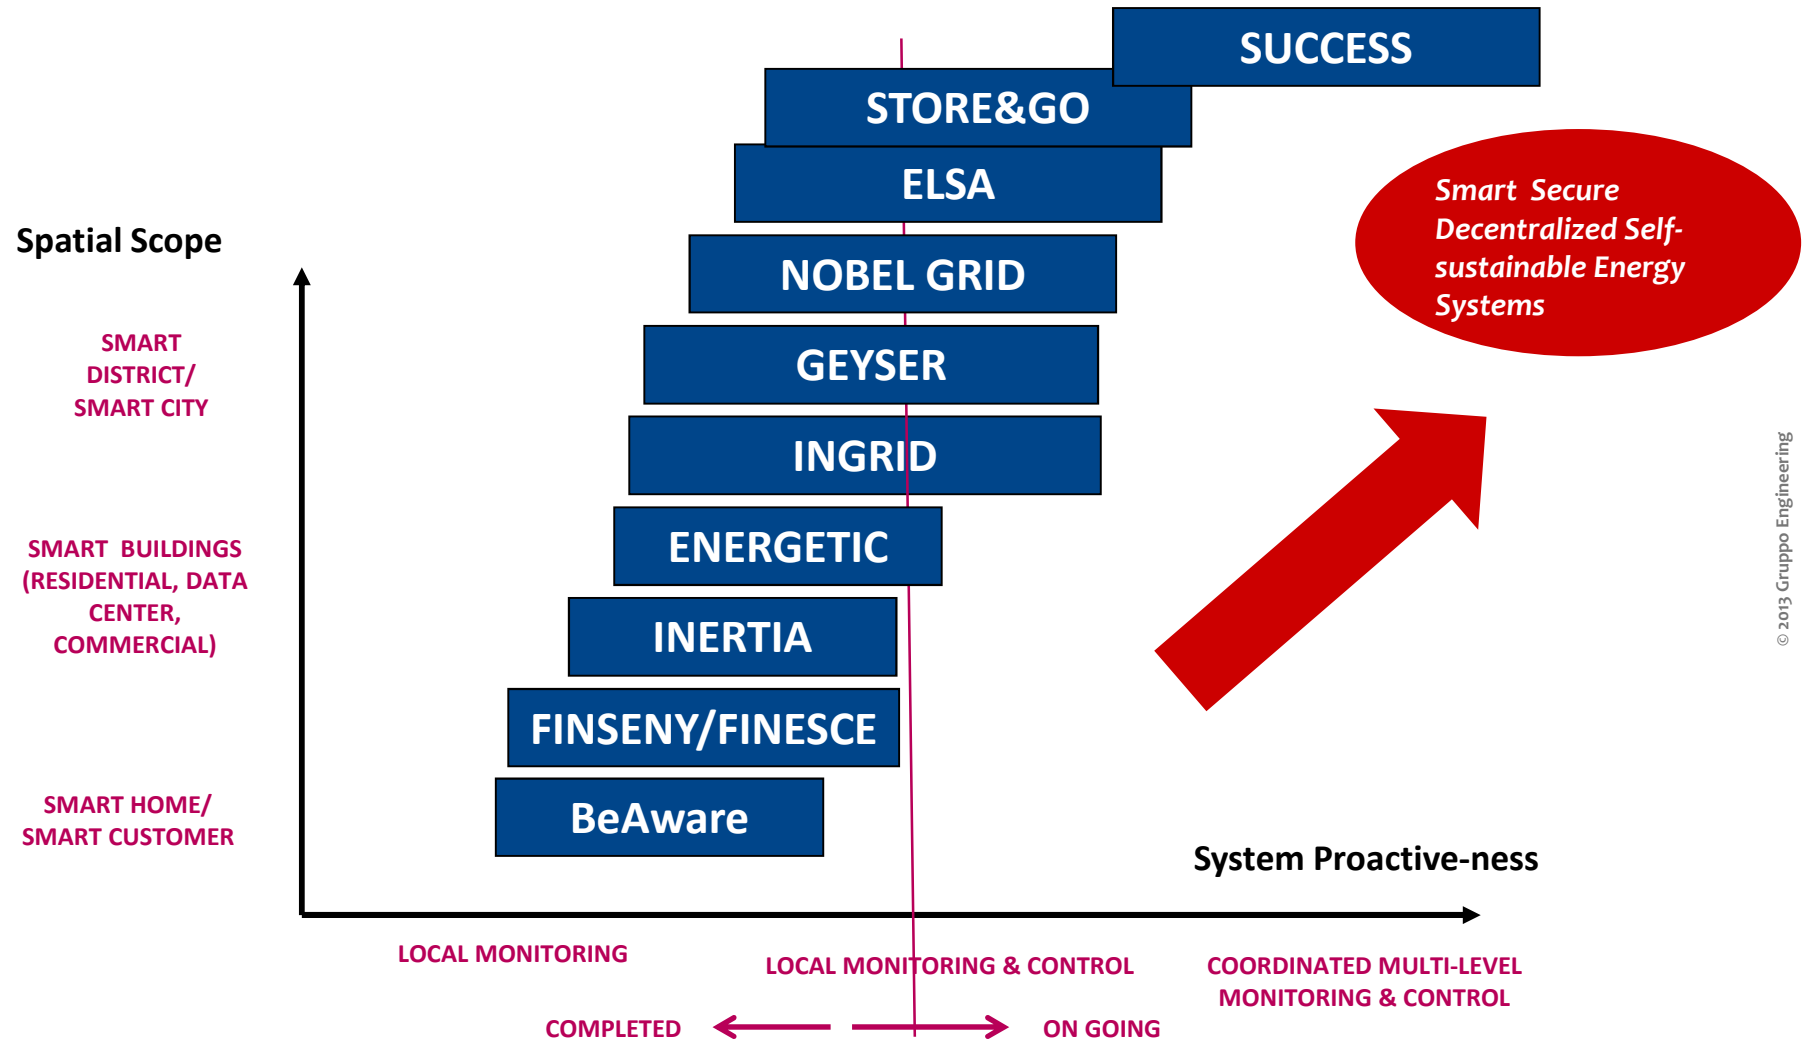 SUCCESS
STORE&GO
ELSA
Smart  Secure
Decentralized Self-
sustainable Energy
Systems
Spatial Scope
NOBEL GRID
SMART
DISTRICT/
SMART CITY
GEYSER
INGRID
© 2013 Gruppo Engineering
SMART  BUILDINGS
(RESIDENTIAL, DATA
CENTER,
COMMERCIAL)
ENERGETIC
INERTIA
FINSENY/FINESCE
SMART HOME/
SMART CUSTOMER
BeAware
System Proactive-ness
LOCAL MONITORING
LOCAL MONITORING & CONTROL
COORDINATED MULTI-LEVEL
MONITORING & CONTROL
COMPLETED
ON GOING